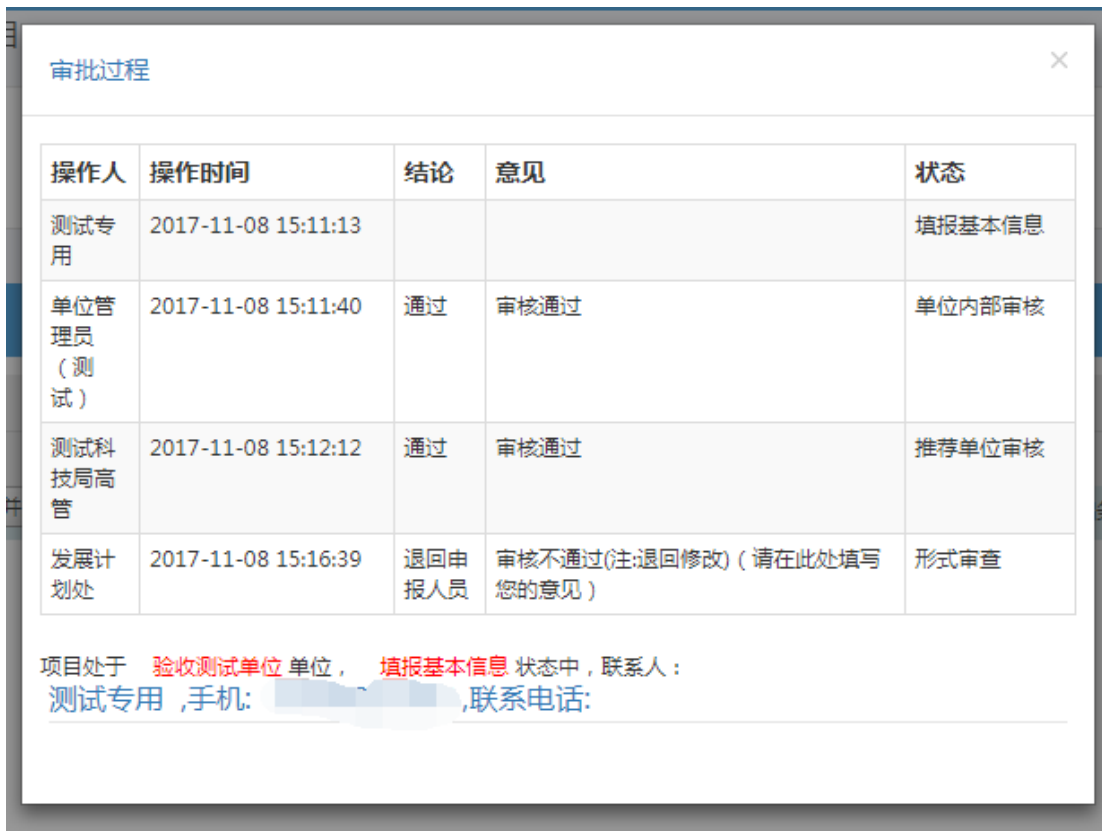 审批过程 ×
操作人 操作时间 结论 意见 状态
测试专 2017-11-08 15:11:13 填报基本信息
用
单位管 2017-11-08 15:11:40 通过 审核通过 单位内部审核
理员
（测
试）
测试科 2017-11-08 15:12:12 通过 审核通过 推荐单位审核
技局高
管
发展计 2017-11-08 15:16:39 退回申 审核不通过(注:退回修改)（请在此处填写 形式审查
划处 报人员 您的意见）
项目处于 验收测试单位 单位， 填报基本信息 状态中，联系人：
测试专用 ,手机: ,联系电话: